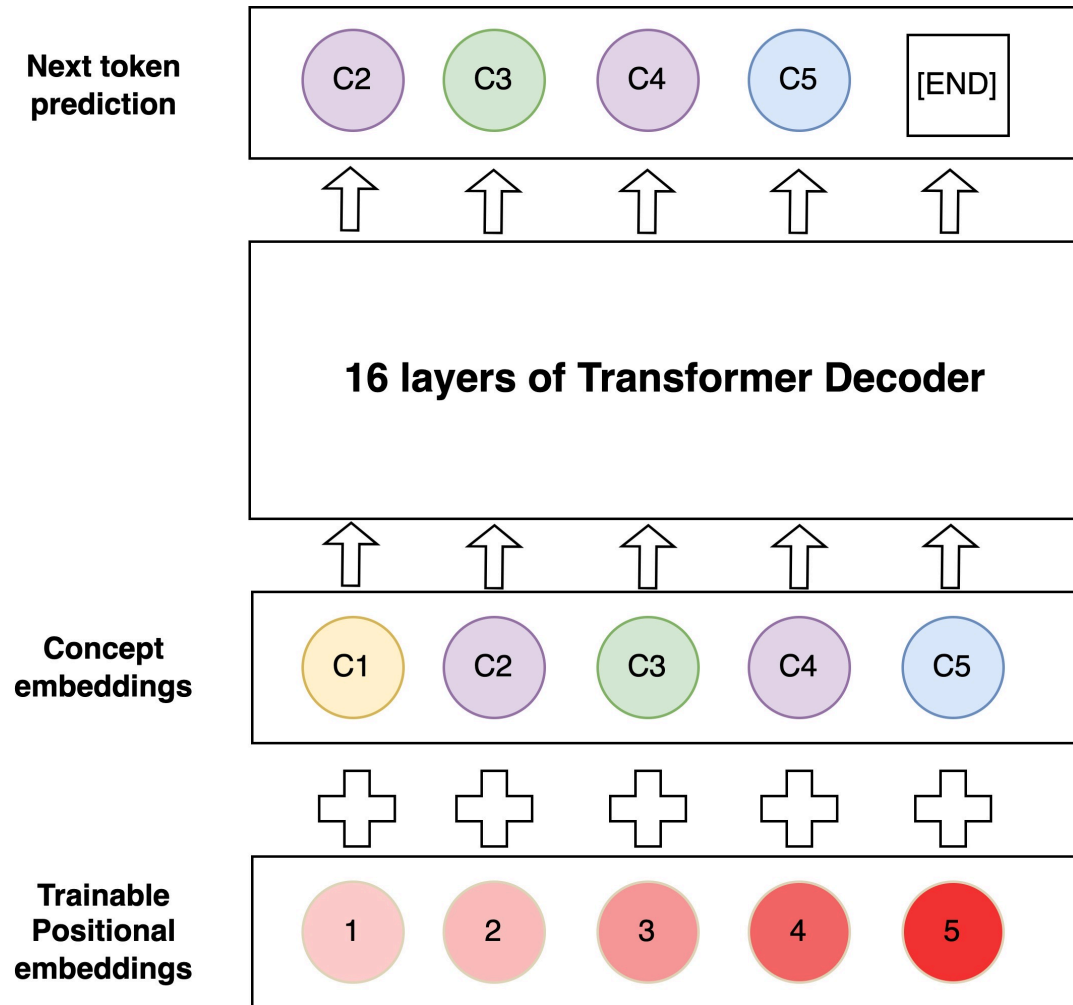 Next token
prediction
C2 C3 C4 C5 [END]
16 layers of Transformer Decoder
Concept
embeddings
C1 C2 C3 C4 C5
Trainable
Positional
embeddings
1 2 3 4 5